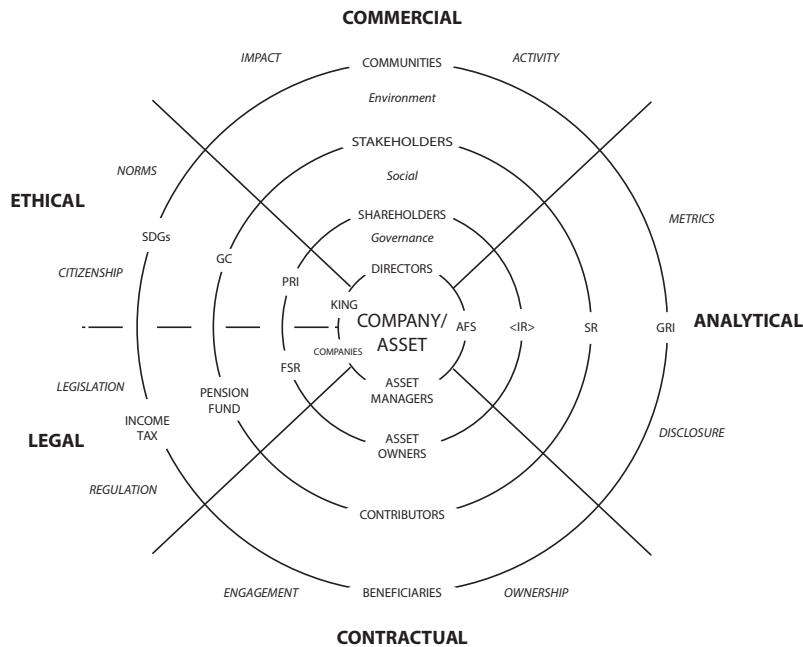 COMMERCIAL
IMPACT
ACTIVITY
COMMUNITIES
Environment
STAKEHOLDERS
Social
NORMS
ETHICAL
SHAREHOLDERS
METRICS
SDGs
Governance
GC
CITIZENSHIP
DIRECTORS
PRI
KING
COMPANY/
ASSET
AFS
<IR>
SR
GRI
ANALYTICAL
COMPANIES
FSR
LEGISLATION
PENSION
FUND
ASSET
MANAGERS
INCOME
TAX
LEGAL
ASSET
OWNERS
DISCLOSURE
REGULATION
CONTRIBUTORS
ENGAGEMENT
BENEFICIARIES
OWNERSHIP
CONTRACTUAL